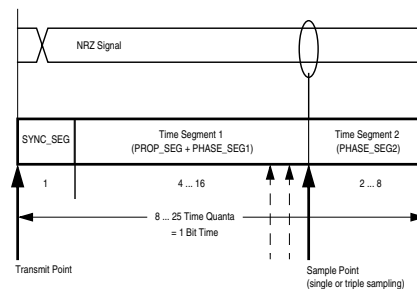 NRZ Signal
SYNC_SEG
Time Segment 1
(PROP_SEG + PHASE_SEG1)
Time Segment 2
(PHASE_SEG2)
1
4 ... 16
2 ... 8
8 ... 25 Time Quanta
= 1 Bit Time
Transmit Point
Sample Point
(single or triple sampling)